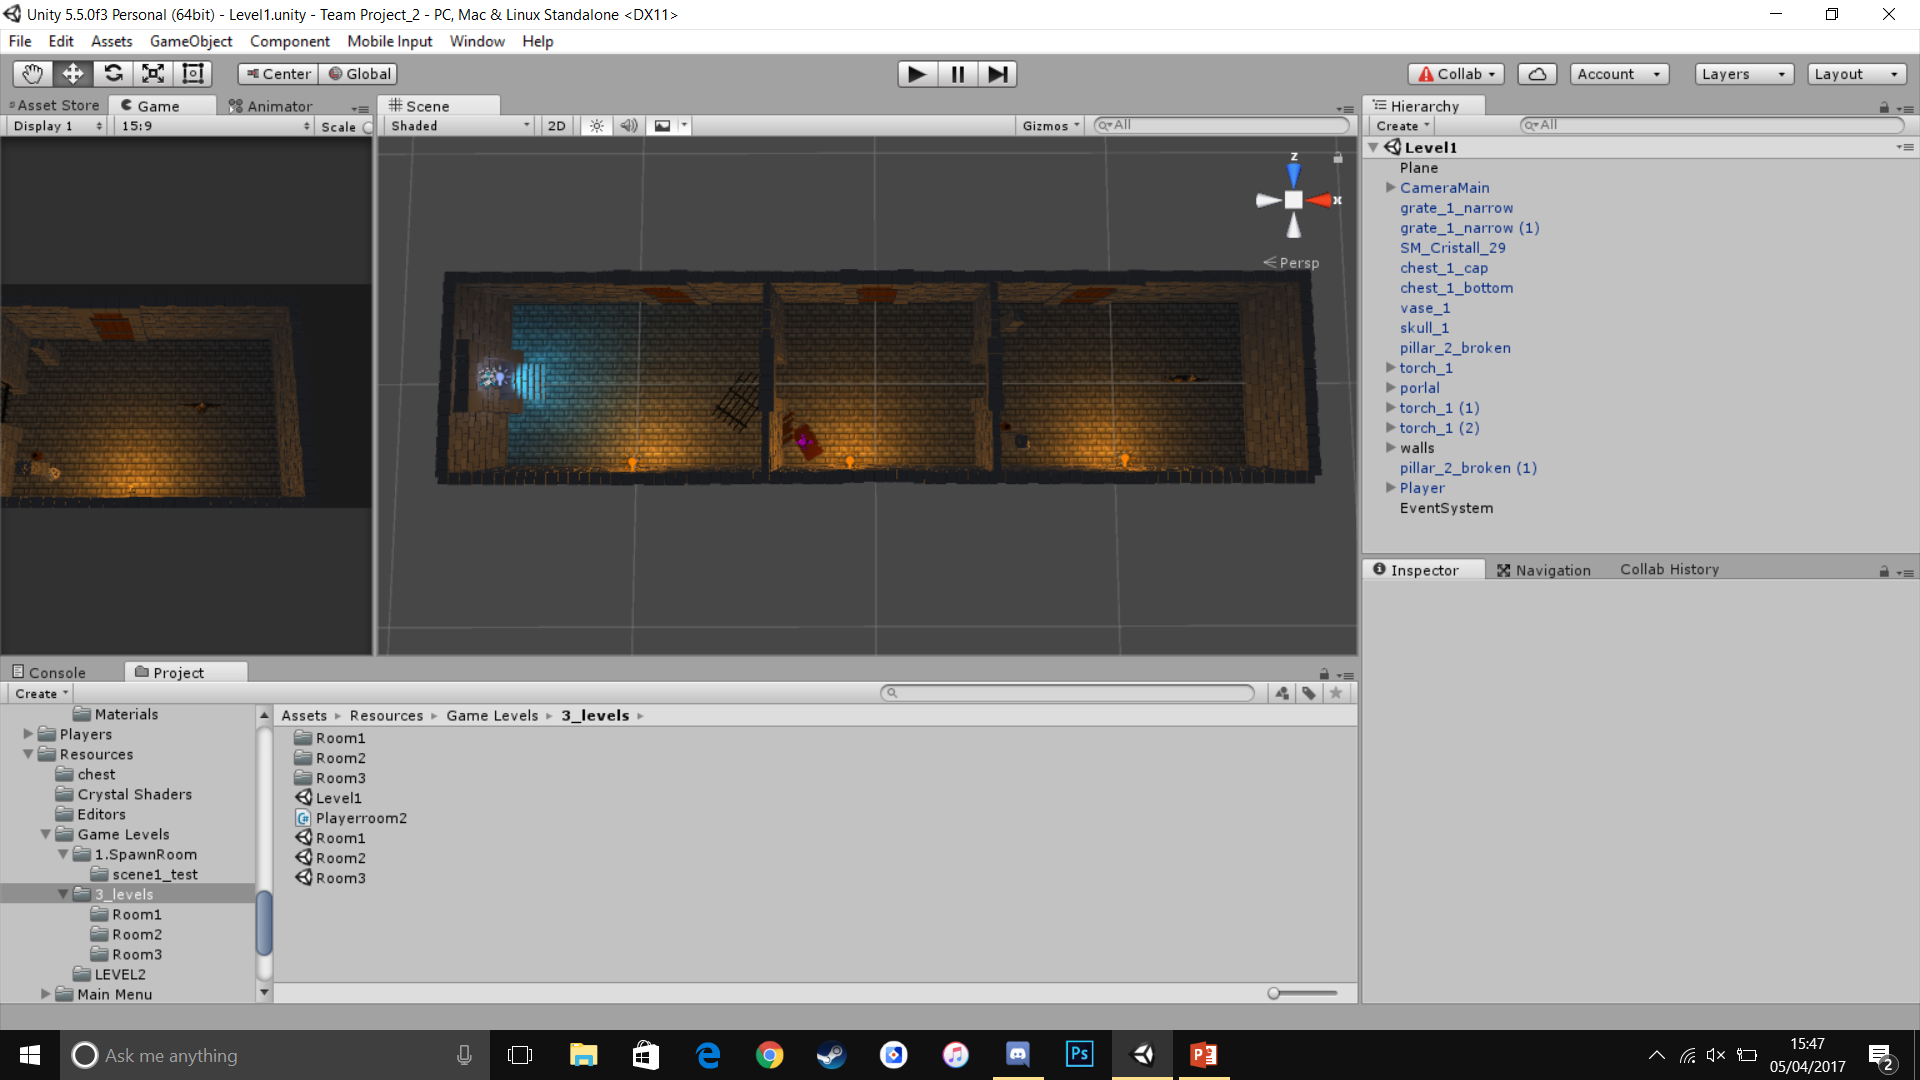 Unity 5.5.0f3 Personal (64bit) - Level1.unity - Team Project_2 - PC, Mac & Linux Standalone <DX11>
File Edit Assets GameObject Component Mobile Input Window Help
Center Global Collab Account Layers Layout
Asset Store Game Animator Scene Hierarchy
Display 1 15:9 Scale Shaded 2D Gizmos All Create All
Level1
Plane
CameraMain
grate_1_narrow
grate_1_narrow (1)
SM_Cristall_29
chest_1_cap
chest_1_bottom
vase_1
skull_1
pillar_2_broken
torch_1
porlal
torch_1 (1)
torch_1 (2)
walls
pillar_2_broken (1)
Player
EventSystem
z
x
Persp
Inspector Navigation Collab History
Console Project
Create
Materials
Players
Resources
chest
Crystal Shaders
Editors
Game Levels
1.SpawnRoom
scene1_test
3_levels
Room1
Room2
Room3
LEVEL2
Main Menu
Assets Resources Game Levels 3_levels
Room1
Room2
Room3
Level1
Playerroom2
Room1
Room2
Room3
Ask me anything
Ps
15:47
05/04/2017
2